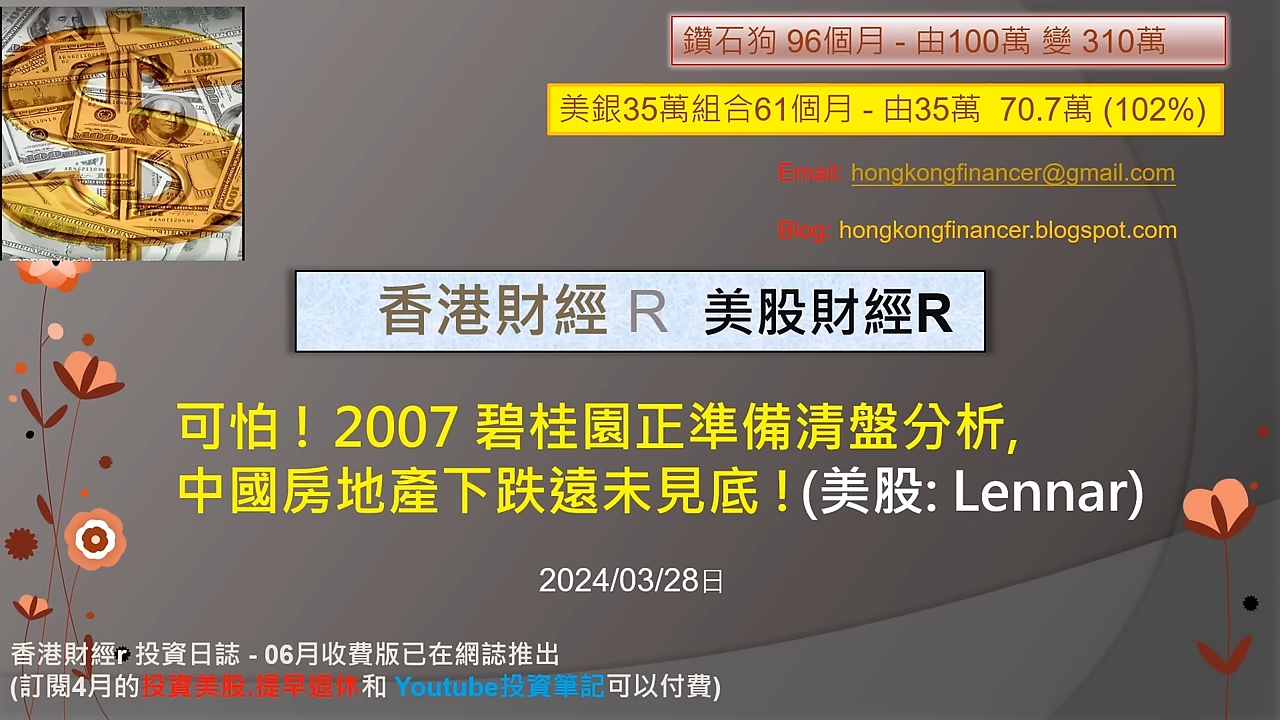 鑽石狗 96個月 - 由100萬 變 310萬
美銀35萬組合61個月 - 由35萬 70.7萬 (102%)
Email: hongkongfinancer@gmail.com
Blog: hongkongfinancer.blogspot.com
香港財經 R 美股財經R
可怕！2007 碧桂園正準備清盤分析,
中國房地產下跌遠未見底！(美股: Lennar)
2024/03/28日
香港財經r 投資日誌 - 06月收費版已在網誌推出
(訂閱4月的投資美股.提早退休和 Youtube投資筆記可以付費)